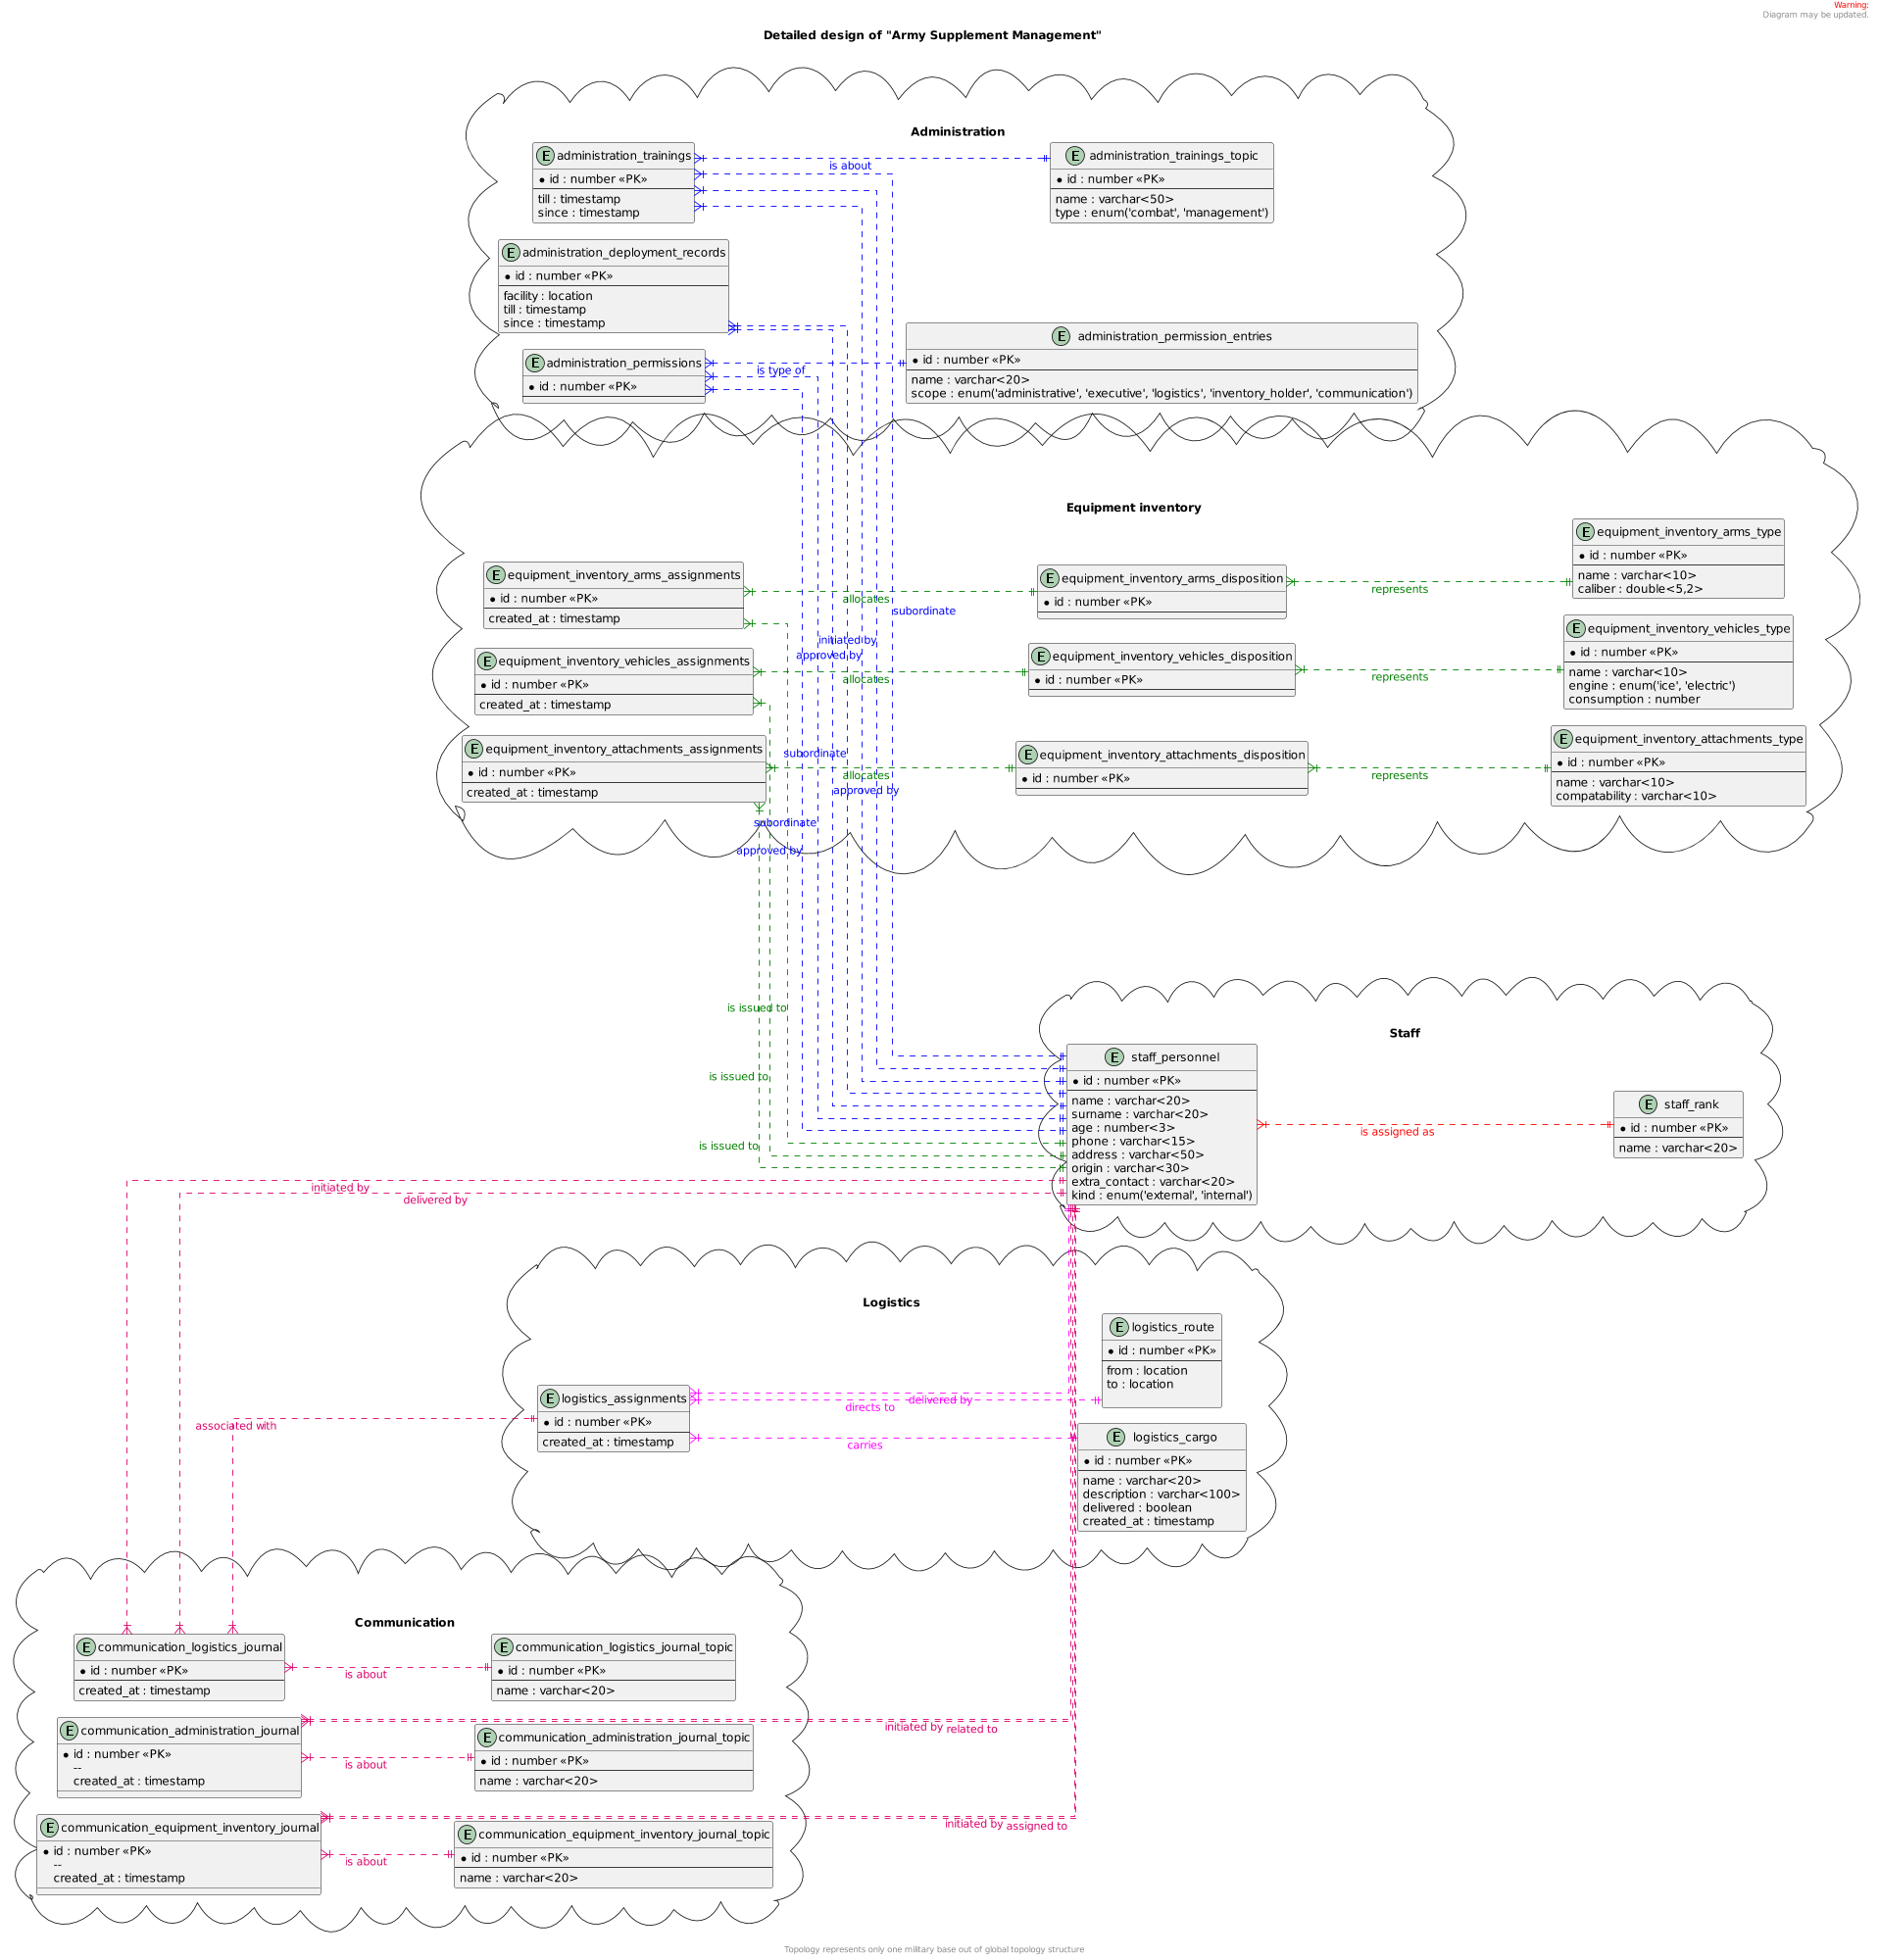 Warning:
Diagram may be updated.
Detailed design of "Army Supplement Management"
Administration
E administration_trainings
* id : number «PK»
till : timestamp
since : timestamp
is about
E administration_trainings_topic
* id : number «PK»
name : varchar<50>
type : enum('combat', 'management')
E administration_deployment_records
* id : number «PK»
facility : location
till : timestamp
since : timestamp
E administration_permissions
* id : number «PK»
is type of
E administration_permission_entries
* id : number «PK»
name : varchar<20>
scope : enum('administrative', 'executive', 'logistics', 'inventory_holder', 'communication')
Equipment inventory
E equipment_inventory_arms_assignments
* id : number «PK»
created_at : timestamp
allocates
E equipment_inventory_arms_disposition
* id : number «PK»
represents
E equipment_inventory_arms_type
* id : number «PK»
name : varchar<10>
caliber : double<5,2>
subordinate
initiated by
approved by
E equipment_inventory_vehicles_assignments
* id : number «PK»
created_at : timestamp
allocates
E equipment_inventory_vehicles_disposition
* id : number «PK»
represents
E equipment_inventory_vehicles_type
* id : number «PK»
name : varchar<10>
engine : enum('ice', 'electric')
consumption : number
E equipment_inventory_attachments_assignments
* id : number «PK»
created_at : timestamp
subordinate
allocates
approved by
E equipment_inventory_attachments_disposition
* id : number «PK»
represents
E equipment_inventory_attachments_type
* id : number «PK»
name : varchar<10>
compatability : varchar<10>
subordinate
approved by
is issued to
is issued to
is issued to
Staff
E staff_personnel
* id : number «PK»
name : varchar<20>
surname : varchar<20>
age : number<3>
phone : varchar<15>
address : varchar<50>
origin : varchar<30>
extra_contact : varchar<20>
kind : enum('external', 'internal')
is assigned as
E staff_rank
* id : number «PK»
name : varchar<20>
initiated by
delivered by
Logistics
E logistics_route
* id : number «PK»
from : location
to : location
E logistics_assignments
* id : number «PK»
created_at : timestamp
delivered by
directs to
carries
associated with
E logistics_cargo
* id : number «PK»
name : varchar<20>
description : varchar<100>
delivered : boolean
created_at : timestamp
Communication
E communication_logistics_journal
* id : number «PK»
created_at : timestamp
is about
E communication_logistics_journal_topic
* id : number «PK»
name : varchar<20>
E communication_administration_journal
* id : number «PK»
--
created_at : timestamp
is about
E communication_administration_journal_topic
* id : number «PK»
name : varchar<20>
initiated by related to
E communication_equipment_inventory_journal
* id : number «PK»
--
created_at : timestamp
is about
E communication_equipment_inventory_journal_topic
* id : number «PK»
name : varchar<20>
initiated by assigned to
Topology represents only one military base out of global topology structure